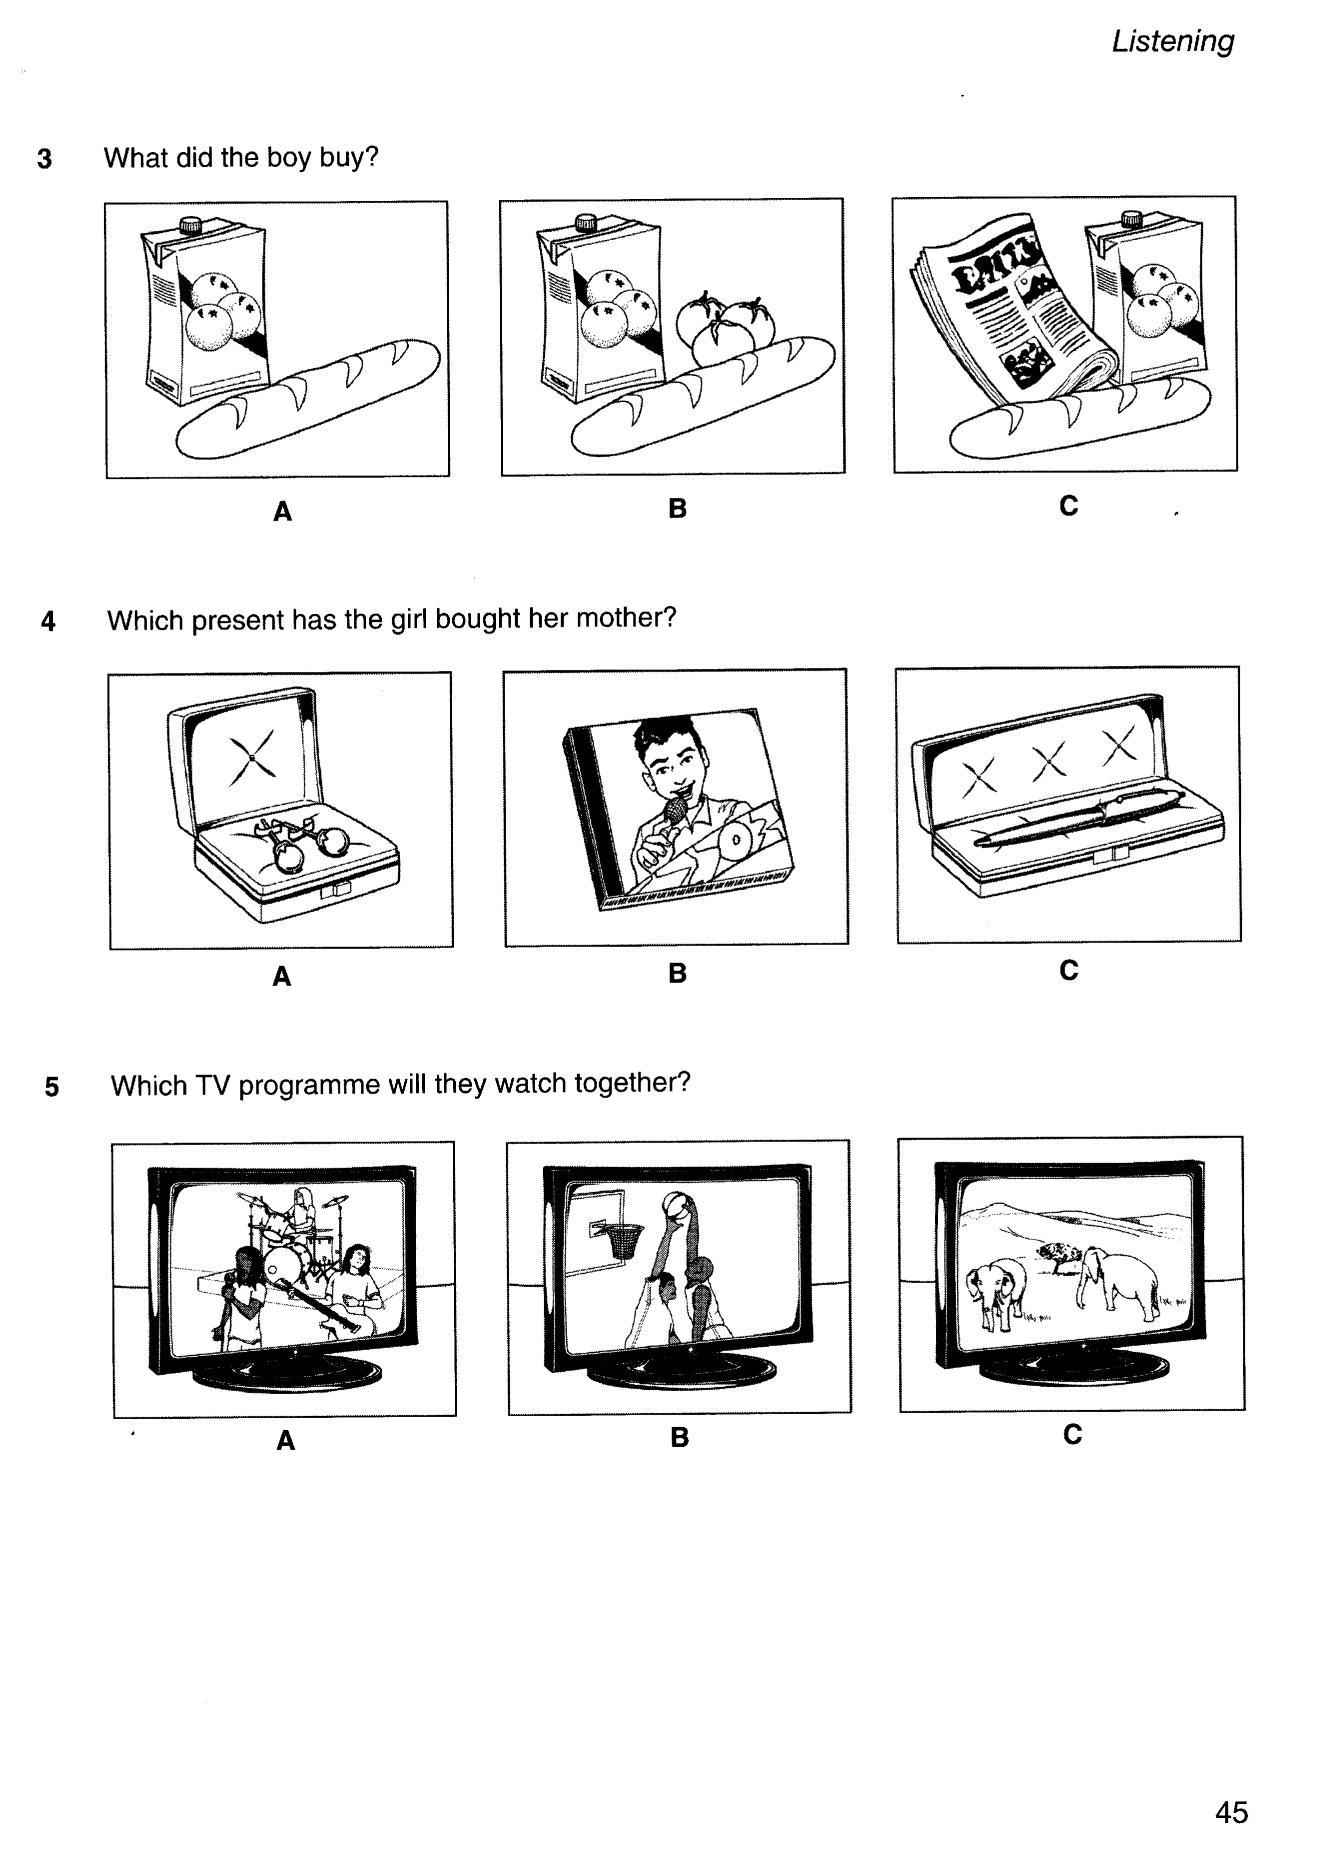 Listening
3 What did the boy buy?
A B C
4 Which present has the girl bought her mother?
A B C
5 Which TV programme will they watch together?
A B C
45